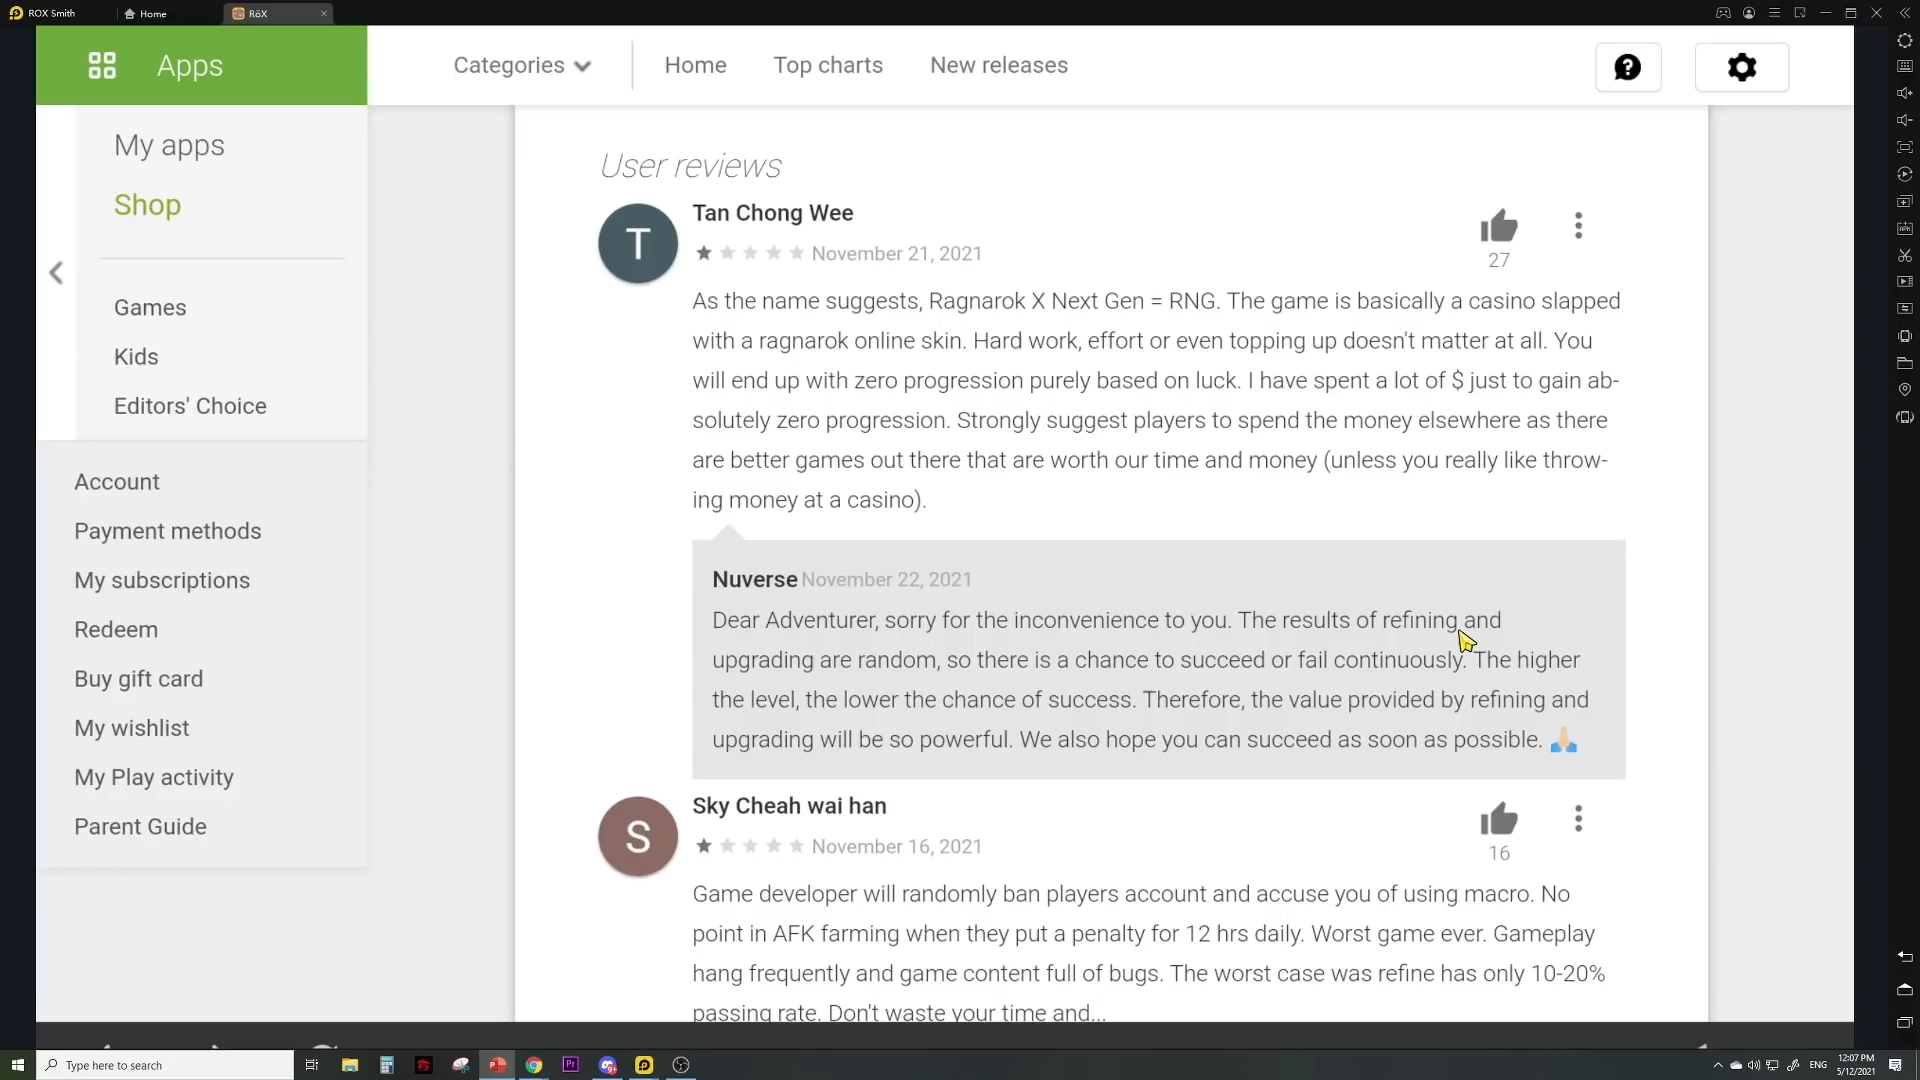 ROX Smith
Home
RöX
Apps
Categories
Home
Top charts
New releases
My apps
Shop
Games
Kids
Editors' Choice
Account
Payment methods
My subscriptions
Redeem
Buy gift card
My wishlist
My Play activity
Parent Guide
User reviews
T
Tan Chong Wee
November 21, 2021
27
As the name suggests, Ragnarok X Next Gen = RNG. The game is basically a casino slapped
with a ragnarok online skin. Hard work, effort or even topping up doesn't matter at all. You
will end up with zero progression purely based on luck. I have spent a lot of $ just to gain ab-
solutely zero progression. Strongly suggest players to spend the money elsewhere as there
are better games out there that are worth our time and money (unless you really like throw-
ing money at a casino).
Nuverse November 22, 2021
Dear Adventurer, sorry for the inconvenience to you. The results of refining and
upgrading are random, so there is a chance to succeed or fail continuously. The higher
the level, the lower the chance of success. Therefore, the value provided by refining and
upgrading will be so powerful. We also hope you can succeed as soon as possible. 🙏
S
Sky Cheah wai han
November 16, 2021
16
Game developer will randomly ban players account and accuse you of using macro. No
point in AFK farming when they put a penalty for 12 hrs daily. Worst game ever. Gameplay
hang frequently and game content full of bugs. The worst case was refine has only 10-20%
passing rate. Don't waste your time and...
Type here to search
Pr
ENG
12:07 PM
5/12/2021